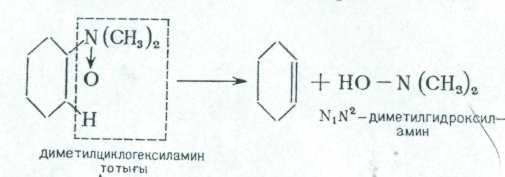 N (CH₃)₂
O
H
+ HO − N (CH₃)₂
N₁N²−диметилгидроксил−
амин
диметилциклогексиламин
тотығы